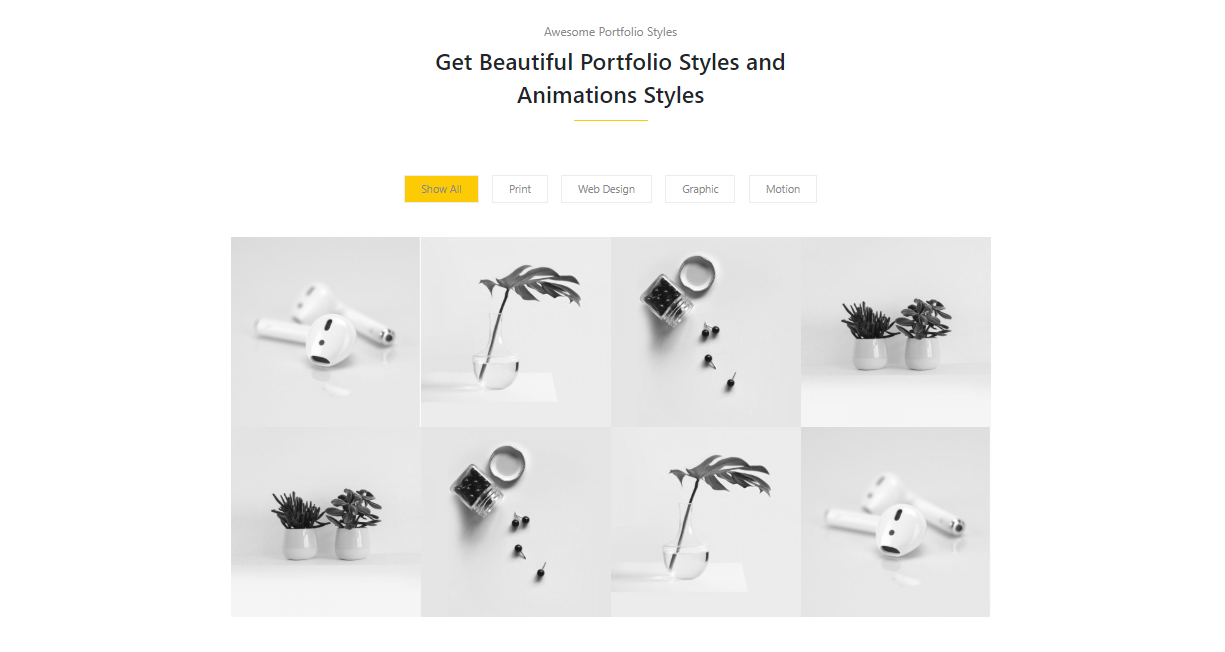 Awesome Portfolio Styles
Get Beautiful Portfolio Styles and
Animations Styles
Show All
Print
Web Design
Graphic
Motion